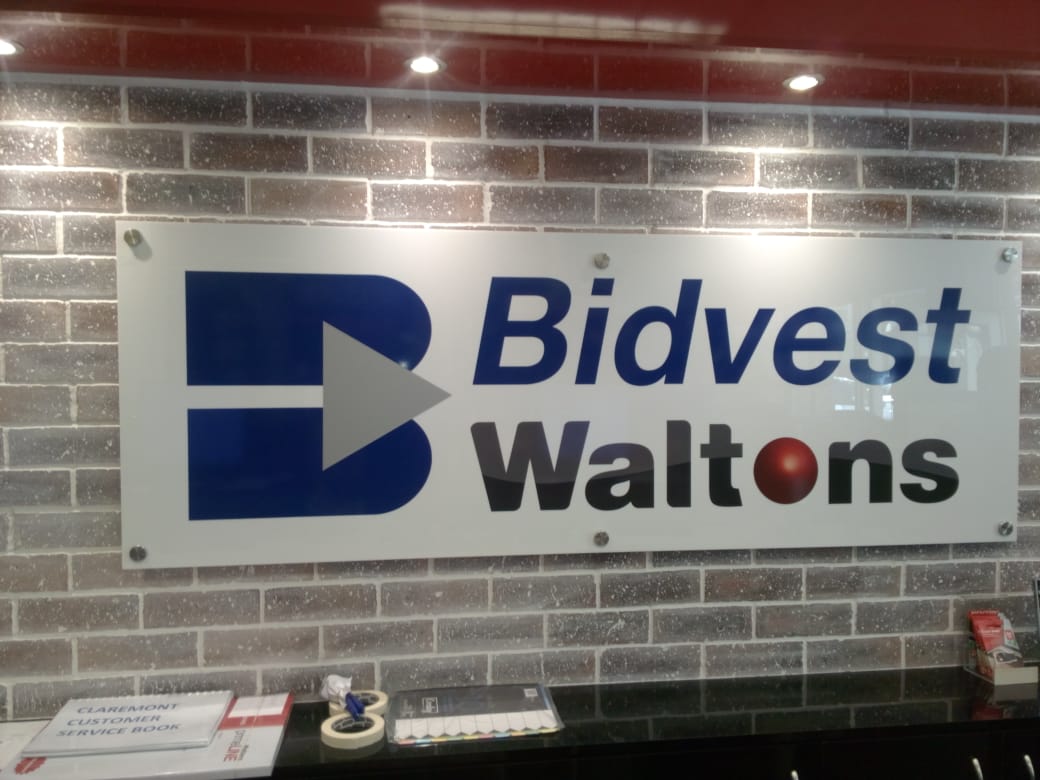 Bidvest
Waltons
CLAREMONT
CUSTOMER
SERVICE BOOK